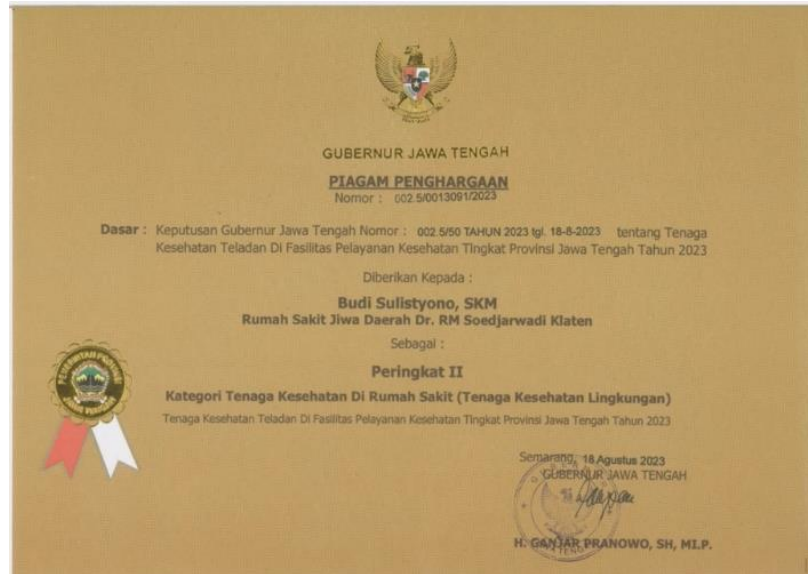 GUBERNUR JAWA TENGAH
PIAGAM PENGHARGAAN
Nomor : 002.5/0013091/2023
Dasar : Keputusan Gubernur Jawa Tengah Nomor : 002.5/50 TAHUN 2023 tgl. 18-8-2023 tentang Tenaga
Kesehatan Teladan Di Fasilitas Pelayanan Kesehatan Tingkat Provinsi Jawa Tengah Tahun 2023
Diberikan Kepada :
Budi Sulistyono, SKM
Rumah Sakit Jiwa Daerah Dr. RM Soedjarwadi Klaten
Sebagai :
Peringkat II
Kategori Tenaga Kesehatan Di Rumah Sakit (Tenaga Kesehatan Lingkungan)
Tenaga Kesehatan Teladan Di Fasilitas Pelayanan Kesehatan Tingkat Provinsi Jawa Tengah Tahun 2023
Semarang, 18 Agustus 2023
GUBERNUR JAWA TENGAH
H. GANJAR PRANOWO, SH, M.I.P.